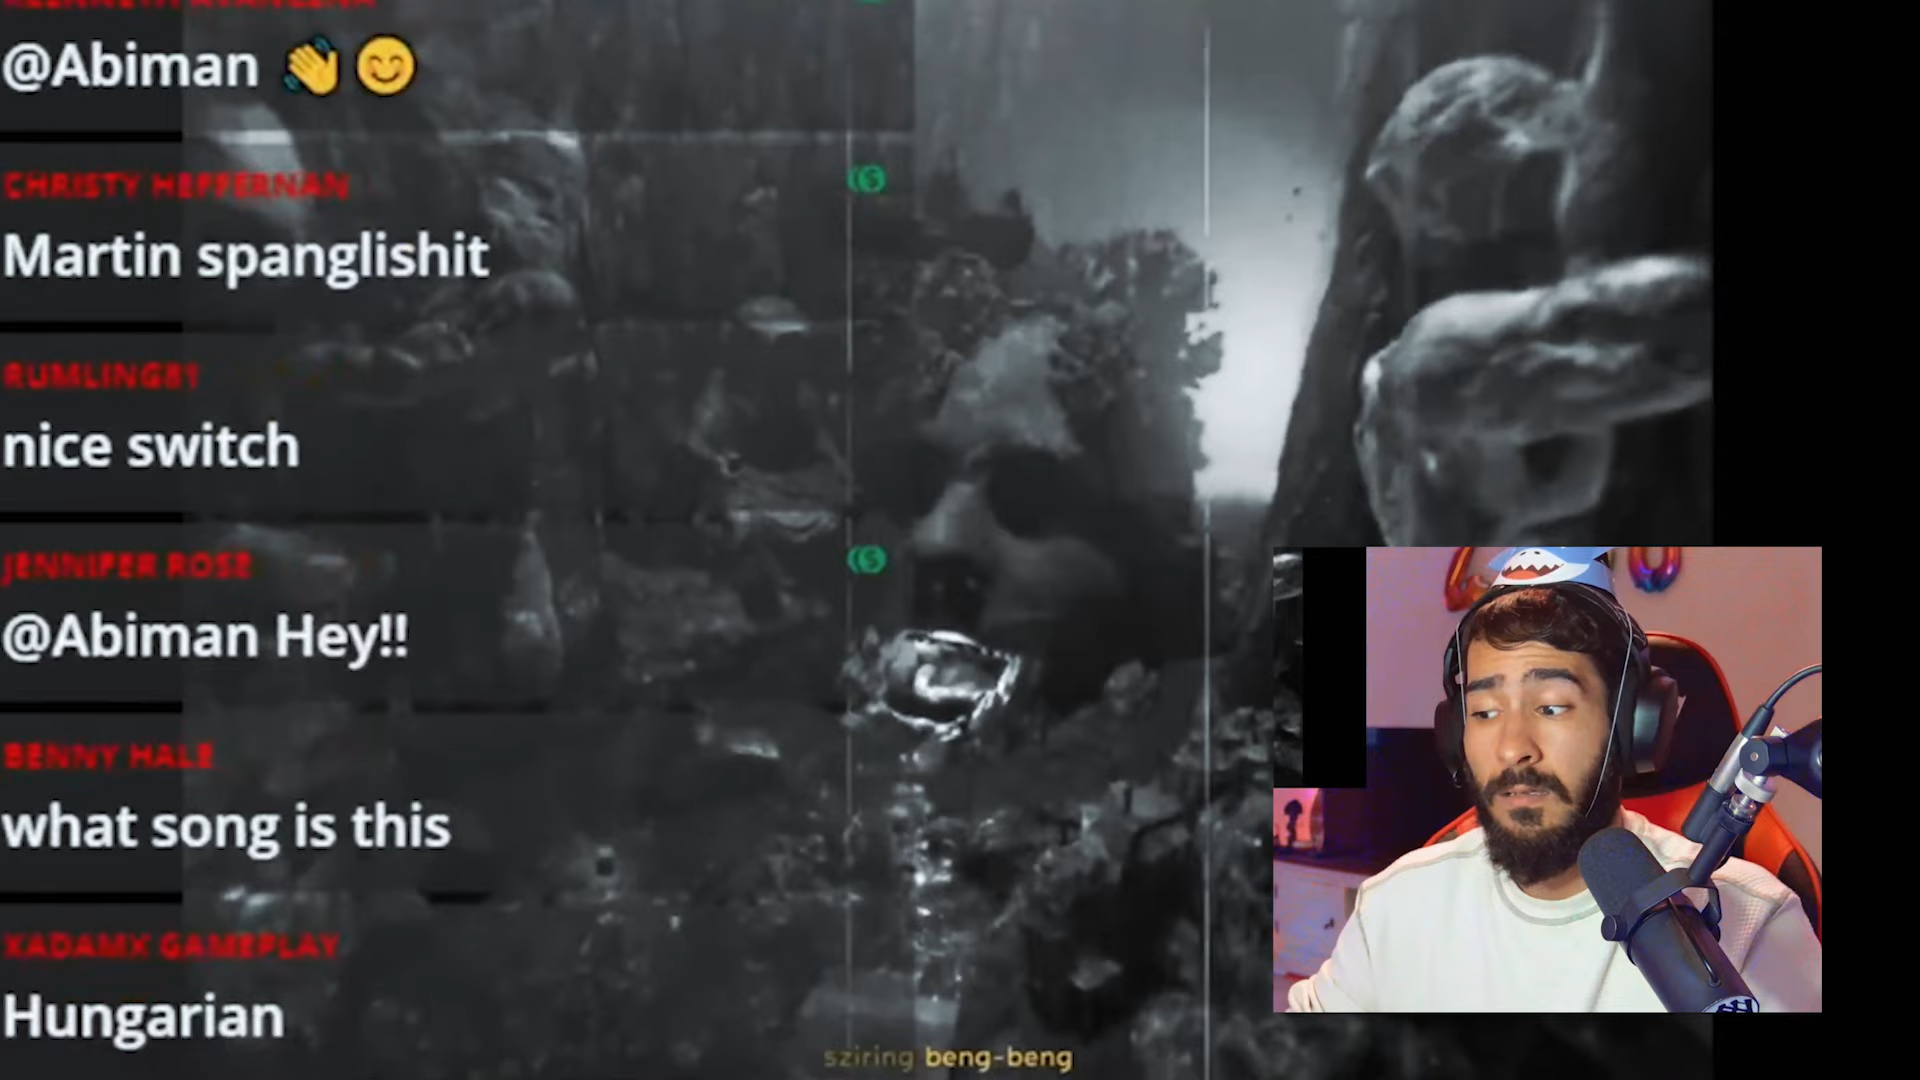 @Abiman 👋 😊
CHRISTY HEFFERNAN
Martin spanglishit
RUMLING81
nice switch
JENNIFER ROSE
@Abiman Hey!!
BENNY HALE
what song is this
XADAMX GAMEPLAY
Hungarian
sziring beng-beng